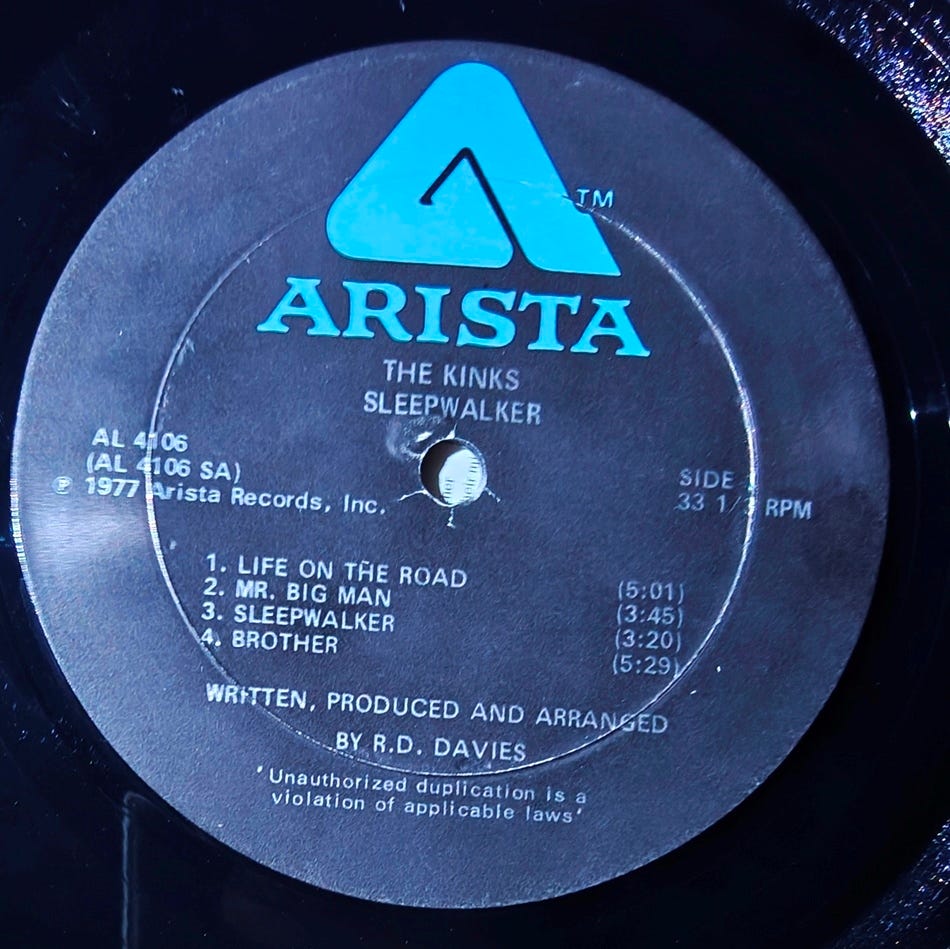 TM
ARISTA
THE KINKS
SLEEPWALKER
AL 4106
(AL 4106 SA)
℗ 1977 Arista Records, Inc.
SIDE
33 1/3 RPM
1. LIFE ON THE ROAD (5:01)
2. MR. BIG MAN (3:45)
3. SLEEPWALKER (3:20)
4. BROTHER (5:29)
WRITTEN, PRODUCED AND ARRANGED
BY R.D. DAVIES
'Unauthorized duplication is a
violation of applicable laws'